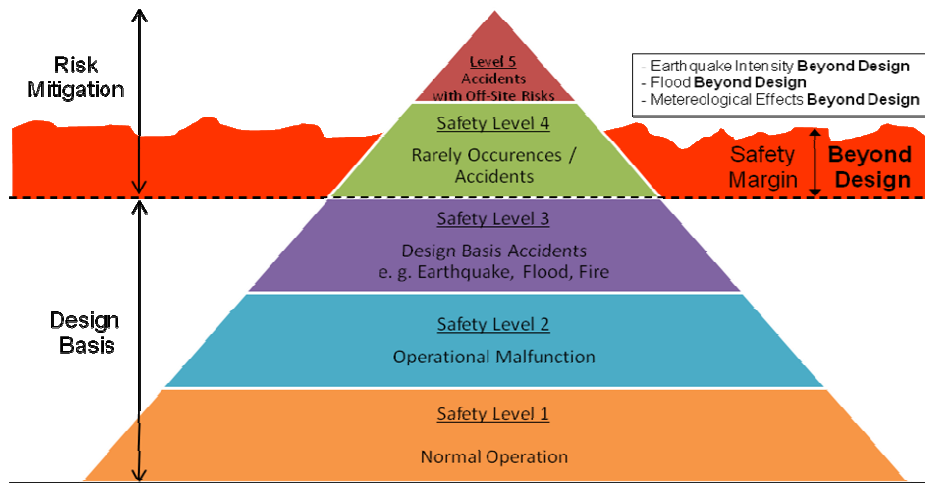 Risk
Mitigation
Level 5
Accidents
with Off-Site Risks
- Earthquake Intensity Beyond Design
- Flood Beyond Design
- Metereological Effects Beyond Design
Safety Level 4
Rarely Occurences /
Accidents
Safety
Margin
Beyond
Design
Safety Level 3
Design Basis Accidents
e. g. Earthquake, Flood, Fire
Design
Basis
Safety Level 2
Operational Malfunction
Safety Level 1
Normal Operation